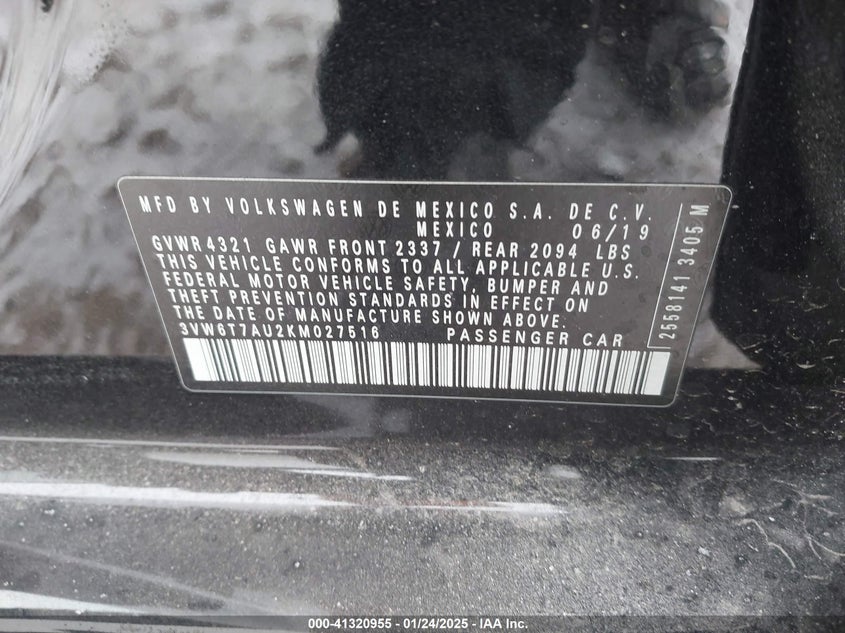 MFD BY VOLKSWAGEN DE MEXICO S.A. DE C.V.
MEXICO 06/19
GVWR 4321 GAWR FRONT 2337 / REAR 2094 LBS
THIS VEHICLE CONFORMS TO ALL APPLICABLE U.S.
FEDERAL MOTOR VEHICLE SAFETY, BUMPER AND
THEFT PREVENTION STANDARDS IN EFFECT ON
THE DATE OF MANUFACTURE SHOWN ABOVE.
3VW6T7AU2KM027516 PASSENGER CAR
2558141 3405 M
000-41320955 — 01/24/2025 — IAA Inc.